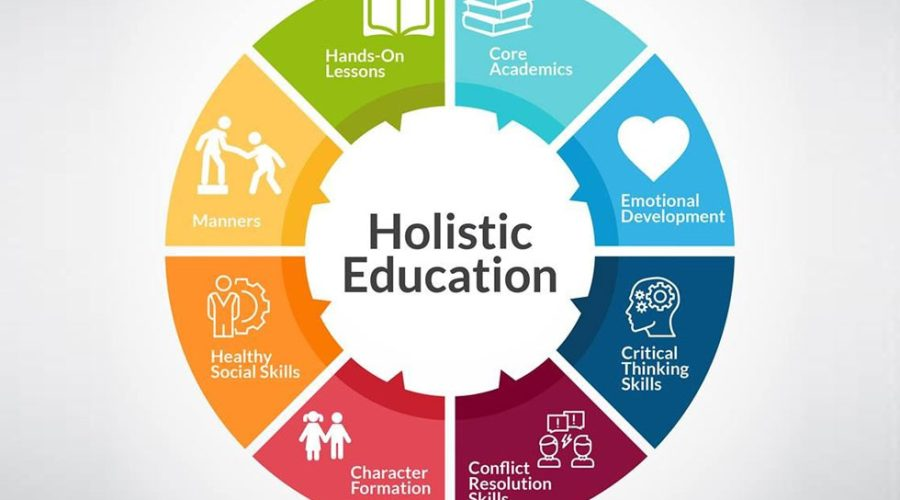 Holistic
Education
Hands-On
Lessons
Core
Academics
Emotional
Development
Critical
Thinking
Skills
Conflict
Resolution
Skills
Character
Formation
Healthy
Social Skills
Manners